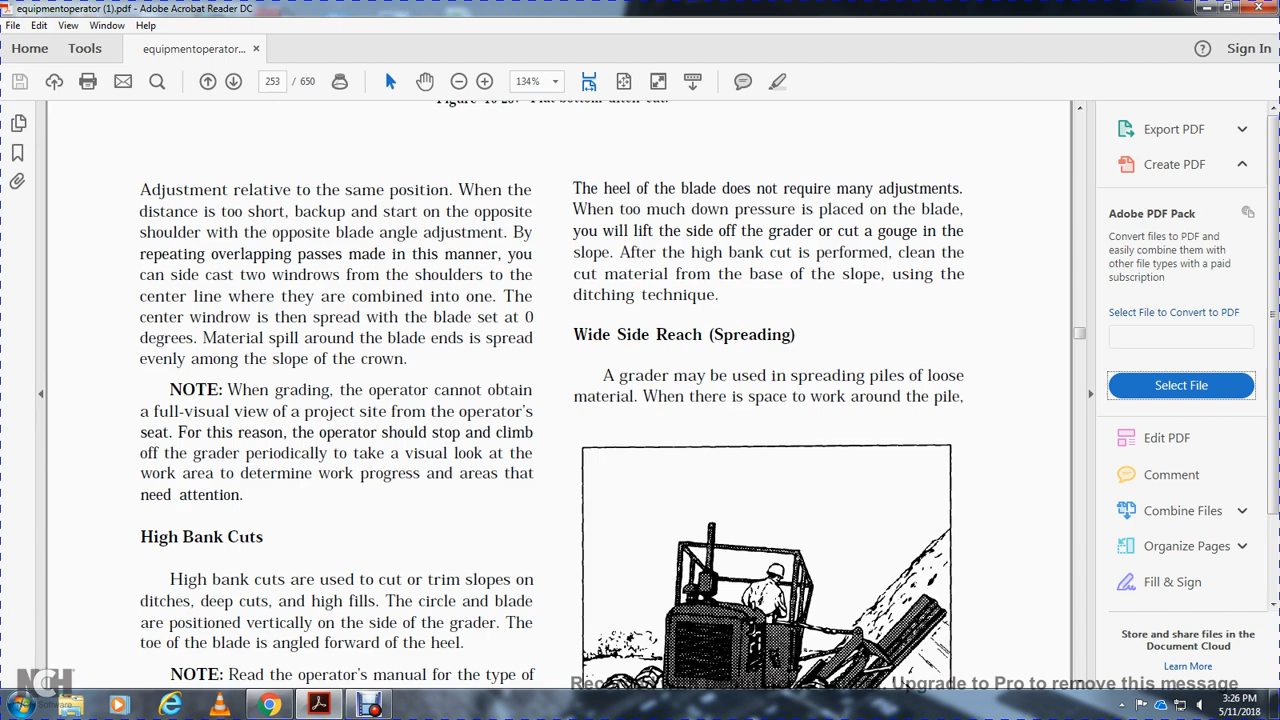 equipmentoperator (1).pdf - Adobe Acrobat Reader DC
File Edit View Window Help
Home Tools equipmentoperator... × Sign In
253 / 650 134%
Adjustment relative to the same position. When the
distance is too short, backup and start on the opposite
shoulder with the opposite blade angle adjustment. By
repeating overlapping passes made in this manner, you
can side cast two windrows from the shoulders to the
center line where they are combined into one. The
center windrow is then spread with the blade set at 0
degrees. Material spill around the blade ends is spread
evenly among the slope of the crown.
NOTE: When grading, the operator cannot obtain
a full-visual view of a project site from the operator's
seat. For this reason, the operator should stop and climb
off the grader periodically to take a visual look at the
work area to determine work progress and areas that
need attention.
High Bank Cuts
High bank cuts are used to cut or trim slopes on
ditches, deep cuts, and high fills. The circle and blade
are positioned vertically on the side of the grader. The
toe of the blade is angled forward of the heel.
NOTE: Read the operator's manual for the type of
The heel of the blade does not require many adjustments.
When too much down pressure is placed on the blade,
you will lift the side off the grader or cut a gouge in the
slope. After the high bank cut is performed, clean the
cut material from the base of the slope, using the
ditching technique.
Wide Side Reach (Spreading)
A grader may be used in spreading piles of loose
material. When there is space to work around the pile,
Export PDF
Create PDF
Adobe PDF Pack
Convert files to PDF and
easily combine them with
other file types with a paid
subscription
Select File to Convert to PDF
Select File
Edit PDF
Comment
Combine Files
Organize Pages
Fill & Sign
Store and share files in the
Document Cloud
Learn More
NCH Software
Upgrade to Pro to remove this message
3:26 PM
5/11/2018